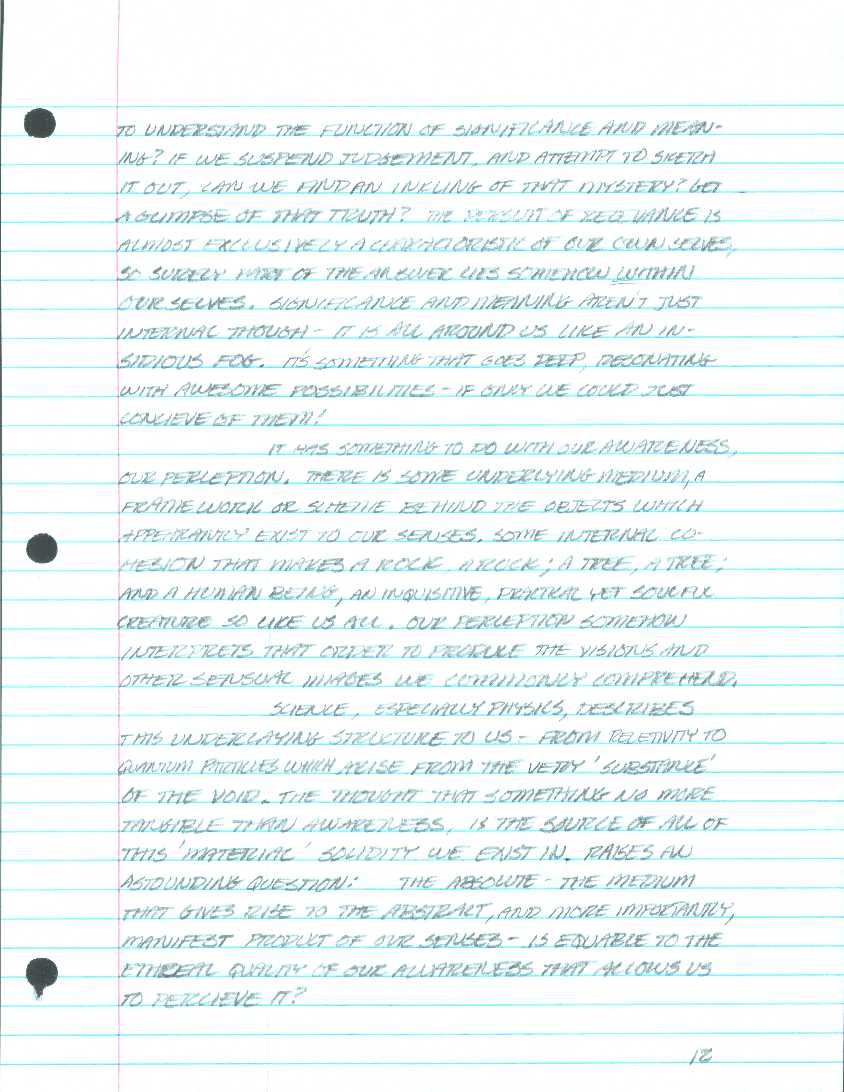 TO UNDERSTAND THE FUNCTION OF SIGNIFICANCE AND MEAN-
ING? IF WE SUSPEND JUDGEMENT, AND ATTEMPT TO SKETCH
IT OUT, CAN WE FIND AN INKLING OF THAT MYSTERY? GET
A GLIMPSE OF THAT TRUTH? THE PERSUIT OF RELEVANCE IS
ALMOST EXCLUSIVELY A CHARACTORISTIC OF OUR OWN SELVES,
SO SURELY PART OF THE ANSWER LIES SOMEHOW WITHIN
OURSELVES. SIGNIFICANCE AND MEANING AREN'T JUST
INTERNAL THOUGH - IT IS ALL AROUND US LIKE AN IN-
SIDIOUS FOG. IT'S SOMETHING THAT GOES DEEP, RESONATING
WITH AWESOME POSSIBILITIES - IF ONLY WE COULD JUST
CONCIEVE OF THEM!
IT HAS SOMETHING TO DO WITH OUR AWARENESS,
OUR PERCEPTION. THERE IS SOME UNDERLYING MEDIUM, A
FRAMEWORK OR SCHEME BEHIND THE OBJECTS WHICH
APPEARANTLY EXIST TO OUR SENSES. SOME INTERNAL CO-
HESION THAT MAKES A ROCK, A ROCK; A TREE, A TREE;
AND A HUMAN BEING, AN INQUISITIVE, PRACTICAL YET SOULFUL
CREATURE SO LIKE US ALL. OUR PERCEPTION SOMEHOW
INTERPRETS THAT ORDER TO PRODUCE THE VISIONS AND
OTHER SENSUAL IMAGES WE COMMONLY COMPREHEND.
SCIENCE, ESPECIALLY PHYSICS, DESCRIBES
THIS UNDERLAYING STRUCTURE TO US - FROM RELETIVITY TO
QUANTUM PARTICLES WHICH ARISE FROM THE VERY 'SUBSTANCE'
OF THE VOID. THE THOUGHT THAT SOMETHING NO MORE
TANGIBLE THAN AWARENESS, IS THE SOURCE OF ALL OF
THIS 'MATERIAL' SOLIDITY WE EXIST IN. RAISES AN
ASTOUNDING QUESTION: THE ABSOLUTE - THE MEDIUM
THAT GIVES RISE TO THE ABSTRACT, AND MORE IMPORTANTLY,
MANIFEST PRODUCT OF OUR SENSES - IS EQUABLE TO THE
ETHEREAL QUALITY OF OUR AWARENESS THAT ALLOWS US
TO PERCIEVE IT?
12